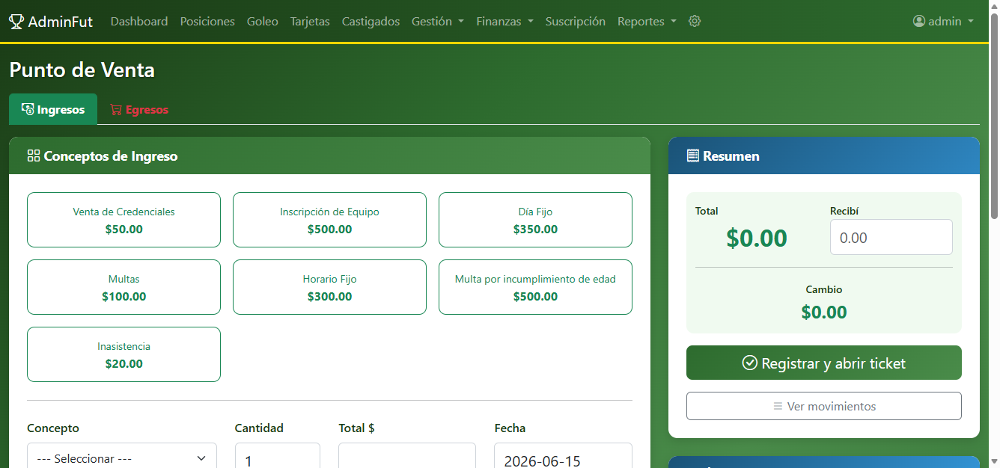 AdminFut Dashboard Posiciones Goleo Tarjetas Castigados Gestión Finanzas Suscripción Reportes admin
Punto de Venta
Ingresos Egresos
Conceptos de Ingreso
Venta de Credenciales
$50.00
Inscripción de Equipo
$500.00
Día Fijo
$350.00
Multas
$100.00
Horario Fijo
$300.00
Multa por incumplimiento de edad
$500.00
Inasistencia
$20.00
Concepto Cantidad Total $ Fecha
--- Seleccionar --- 1 2026-06-15
Resumen
Total Recibí
$0.00 0.00
Cambio
$0.00
Registrar y abrir ticket
Ver movimientos